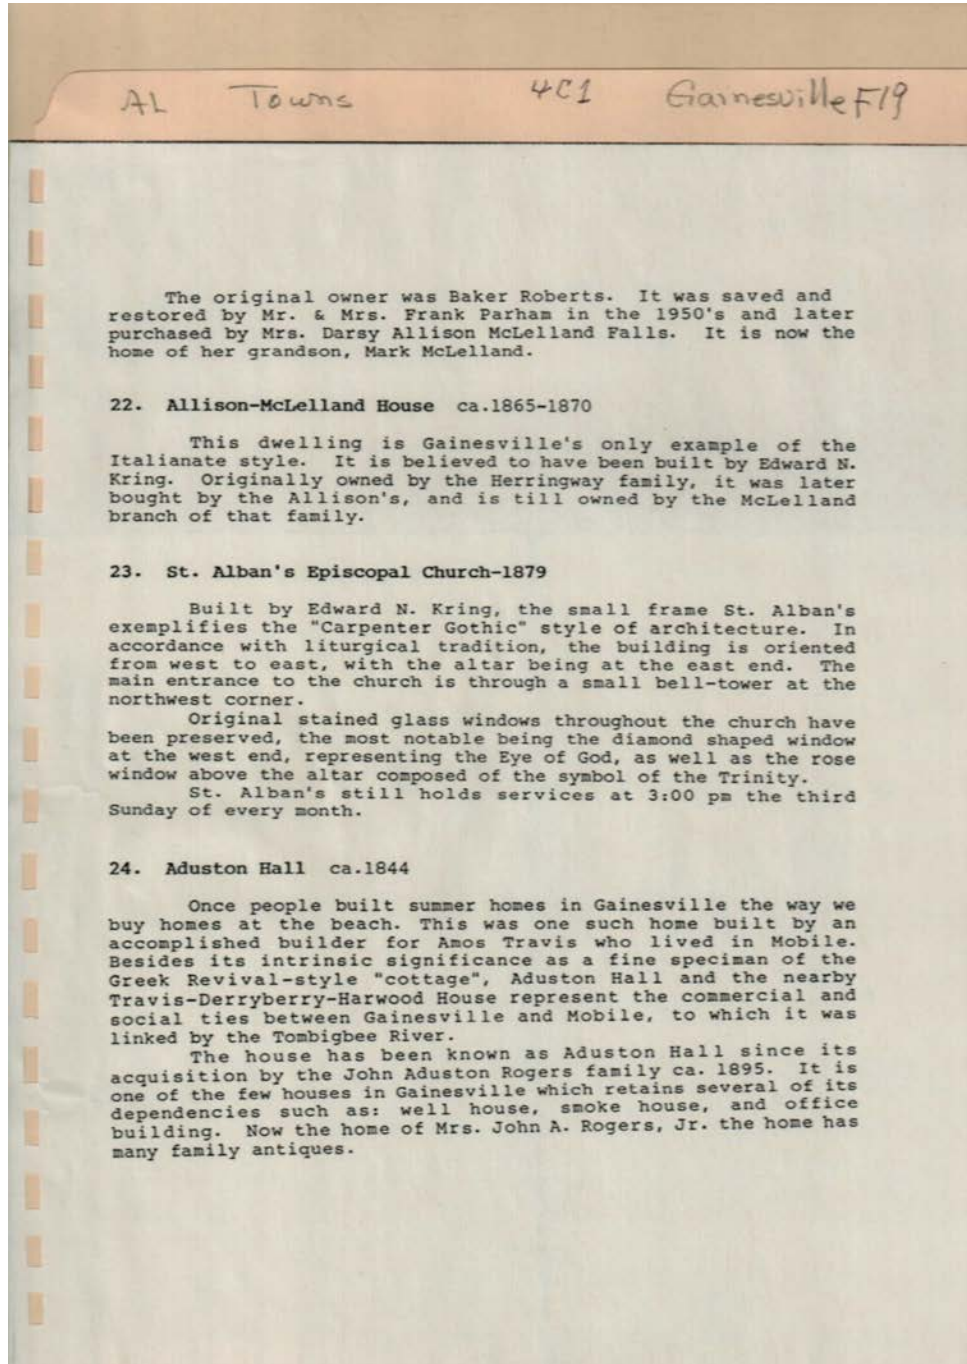 AL Towns 4C1 Gainesville F19
The original owner was Baker Roberts. It was saved and
restored by Mr. & Mrs. Frank Parham in the 1950's and later
purchased by Mrs. Darsy Allison McLelland Falls. It is now the
home of her grandson, Mark McLelland.
22. Allison-McLelland House ca.1865-1870
This dwelling is Gainesville's only example of the
Italianate style. It is believed to have been built by Edward N.
Kring. Originally owned by the Herringway family, it was later
bought by the Allison's, and is till owned by the McLelland
branch of that family.
23. St. Alban's Episcopal Church-1879
Built by Edward N. Kring, the small frame St. Alban's
exemplifies the "Carpenter Gothic" style of architecture. In
accordance with liturgical tradition, the building is oriented
from west to east, with the altar being at the east end. The
main entrance to the church is through a small bell-tower at the
northwest corner.
Original stained glass windows throughout the church have
been preserved, the most notable being the diamond shaped window
at the west end, representing the Eye of God, as well as the rose
window above the altar composed of the symbol of the Trinity.
St. Alban's still holds services at 3:00 pm the third
Sunday of every month.
24. Aduston Hall ca.1844
Once people built summer homes in Gainesville the way we
buy homes at the beach. This was one such home built by an
accomplished builder for Amos Travis who lived in Mobile.
Besides its intrinsic significance as a fine speciman of the
Greek Revival-style "cottage", Aduston Hall and the nearby
Travis-Derryberry-Harwood House represent the commercial and
social ties between Gainesville and Mobile, to which it was
linked by the Tombigbee River.
The house has been known as Aduston Hall since its
acquisition by the John Aduston Rogers family ca. 1895. It is
one of the few houses in Gainesville which retains several of its
dependencies such as: well house, smoke house, and office
building. Now the home of Mrs. John A. Rogers, Jr. the home has
many family antiques.